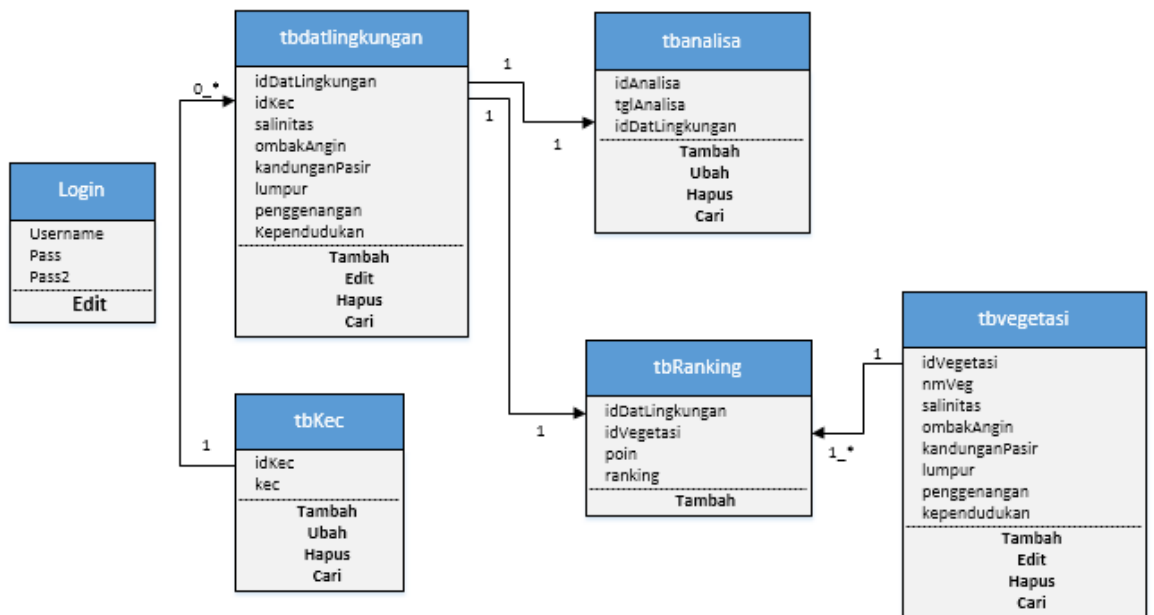 tbdatlingkungan
idDatLingkungan
idKec
salinitas
ombakAngin
kandunganPasir
lumpur
penggenangan
Kependudukan
Tambah
Edit
Hapus
Cari
tbanalisa
idAnalisa
tglAnalisa
idDatLingkungan
Tambah
Ubah
Hapus
Cari
Login
Username
Pass
Pass2
Edit
tbKec
idKec
kec
Tambah
Ubah
Hapus
Cari
tbRanking
idDatLingkungan
idVegetasi
poin
ranking
Tambah
tbvegetasi
idVegetasi
nmVeg
salinitas
ombakAngin
kandunganPasir
lumpur
penggenangan
kependudukan
Tambah
Edit
Hapus
Cari
0_*
1
1
1
1
1
1
1_*